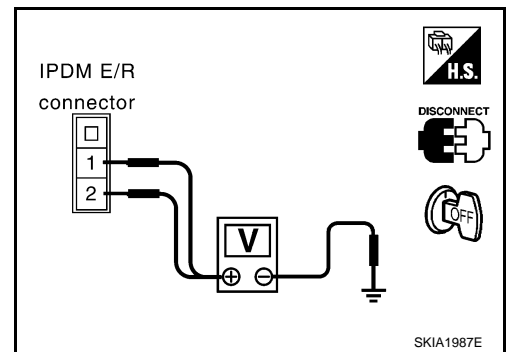 IPDM E/R
connector
H.S.
DISCONNECT
1
2
OFF
V
+ −
SKIA1987E